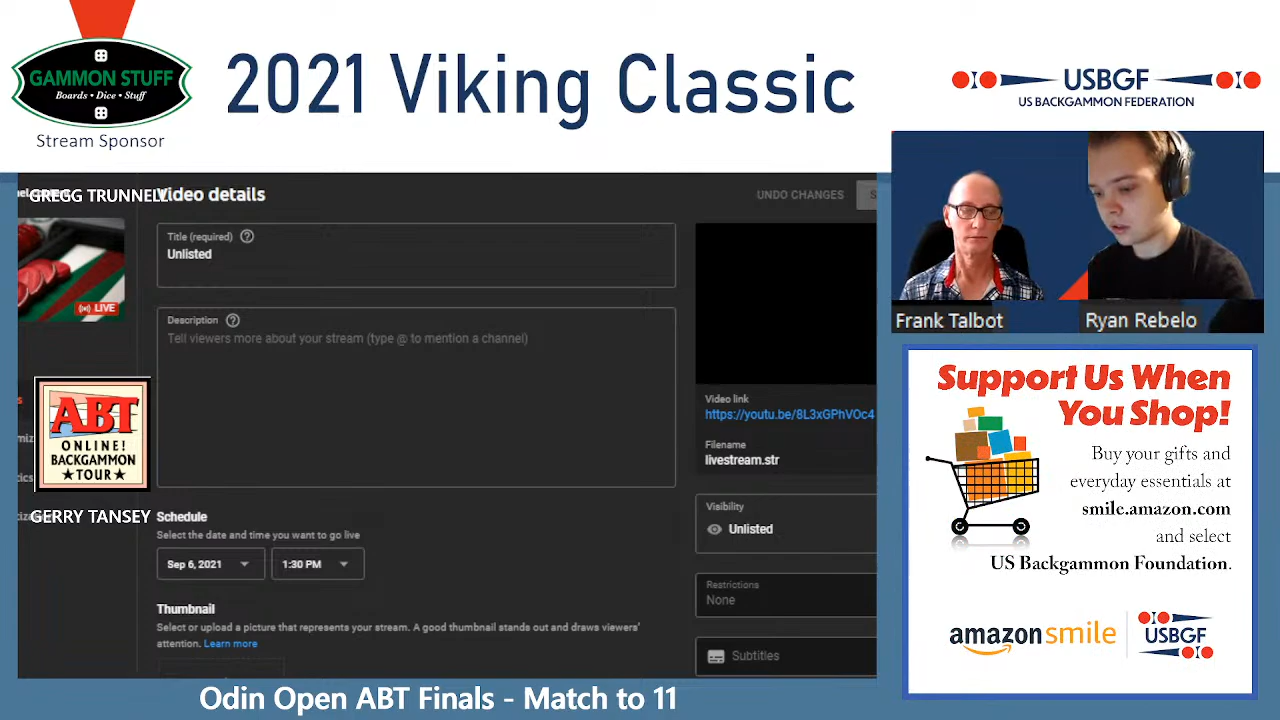 GAMMON STUFF
Boards • Dice • Stuff
Stream Sponsor
2021 Viking Classic
USBGF
US BACKGAMMON FEDERATION
GREGG TRUNNELL
Video details
UNDO CHANGES
Title (required)
Unlisted
LIVE
Description
Tell viewers more about your stream (type @ to mention a channel)
Video link
https://youtu.be/8L3xGPhVOc4
Filename
livestream.str
Visibility
Unlisted
Restrictions
None
Subtitles
ABT
ONLINE!
BACKGAMMON
★TOUR★
GERRY TANSEY
Schedule
Select the date and time you want to go live
Sep 6, 2021
1:30 PM
Thumbnail
Select or upload a picture that represents your stream. A good thumbnail stands out and draws viewers'
attention. Learn more
Frank Talbot
Ryan Rebelo
Support Us When
You Shop!
Buy your gifts and
everyday essentials at
smile.amazon.com
and select
US Backgammon Foundation.
amazonsmile
USBGF
Odin Open ABT Finals - Match to 11